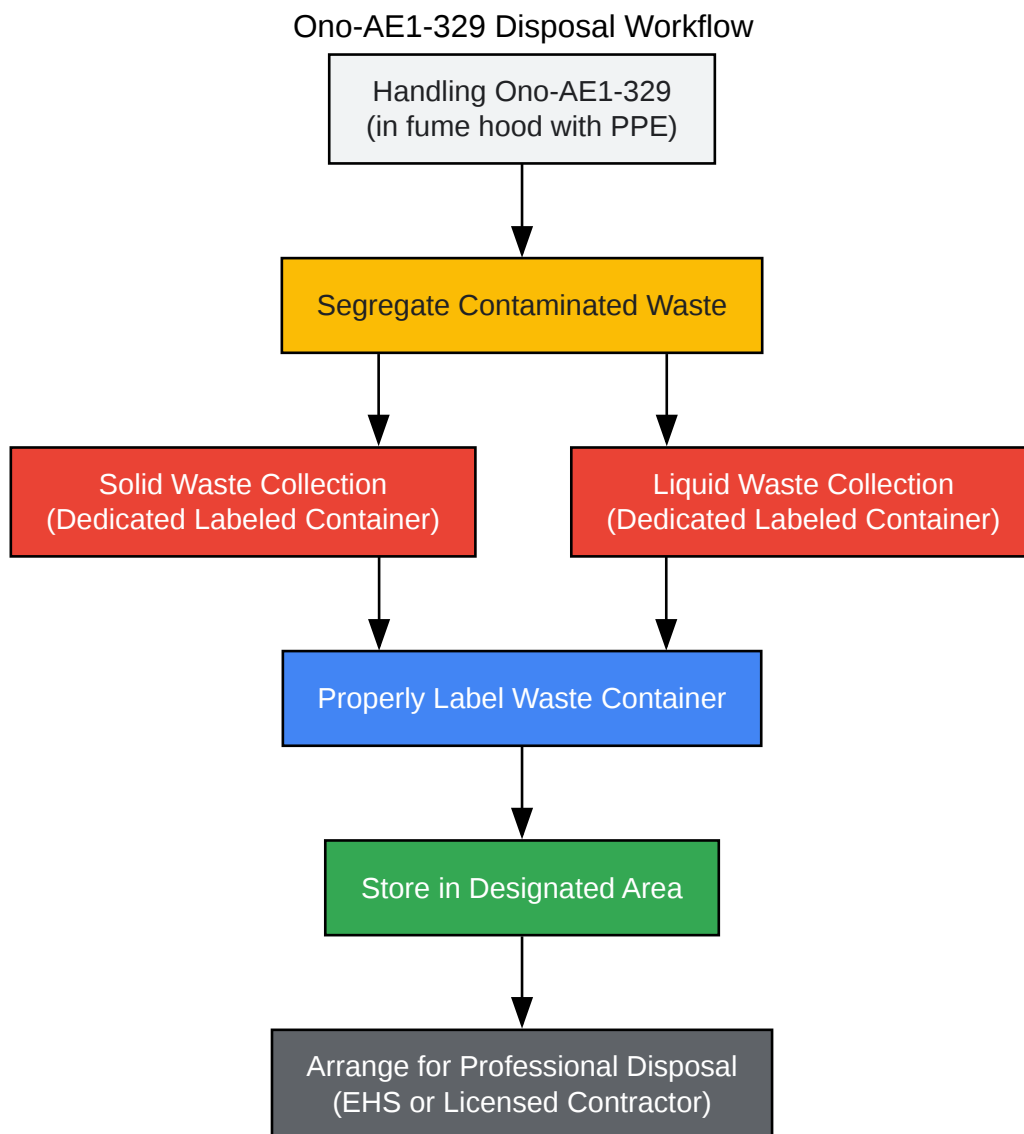 Ono-AE1-329 Disposal Workflow
Handling Ono-AE1-329
(in fume hood with PPE)
Segregate Contaminated Waste
Solid Waste Collection
(Dedicated Labeled Container)
Liquid Waste Collection
(Dedicated Labeled Container)
Properly Label Waste Container
Store in Designated Area
Arrange for Professional Disposal
(EHS or Licensed Contractor)